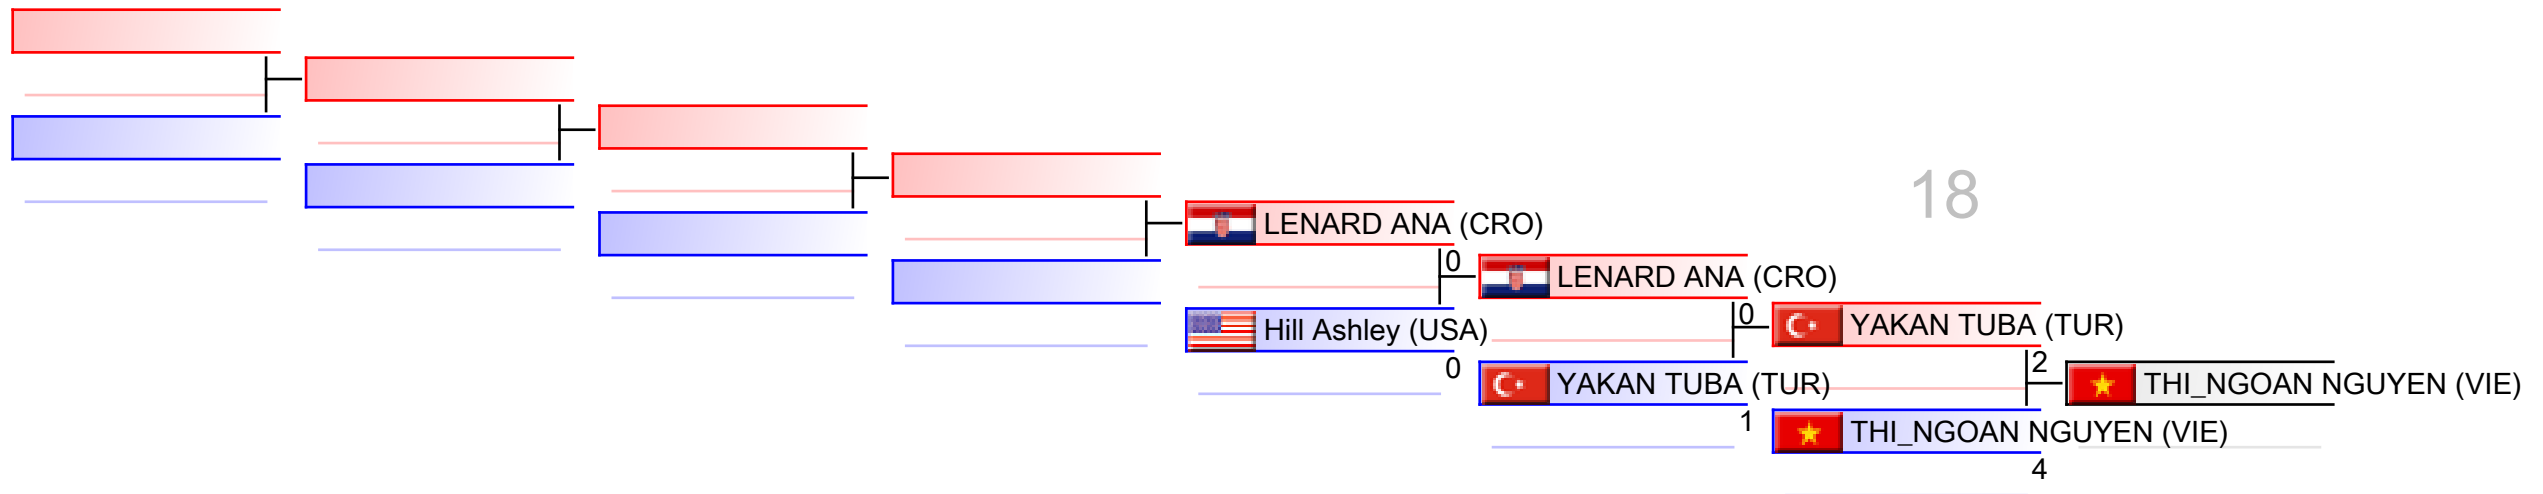 18
LENARD ANA (CRO)
0
LENARD ANA (CRO)
Hill Ashley (USA)
0
0
YAKAN TUBA (TUR)
YAKAN TUBA (TUR)
1
2
THI_NGOAN NGUYEN (VIE)
THI_NGOAN NGUYEN (VIE)
4